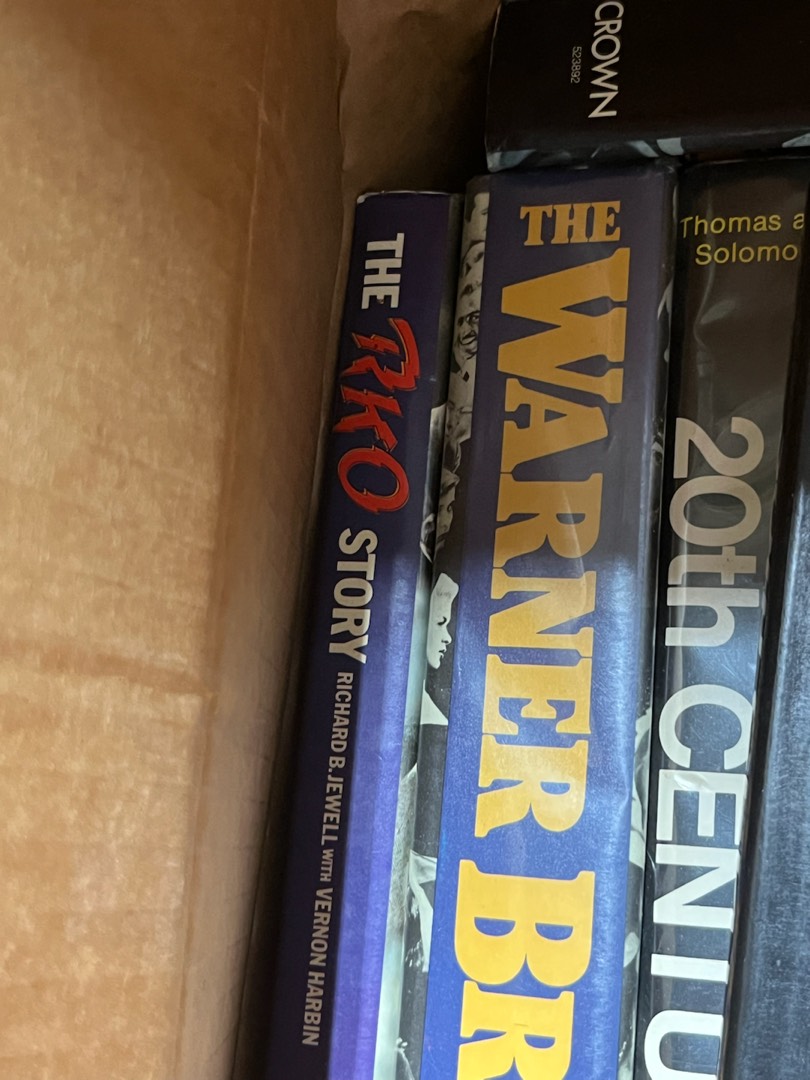 CROWN
523892
THE RKO STORY RICHARD B. JEWELL WITH VERNON HARBIN
THE WARNER BR
Thomas a
Solomo
20th CENTU